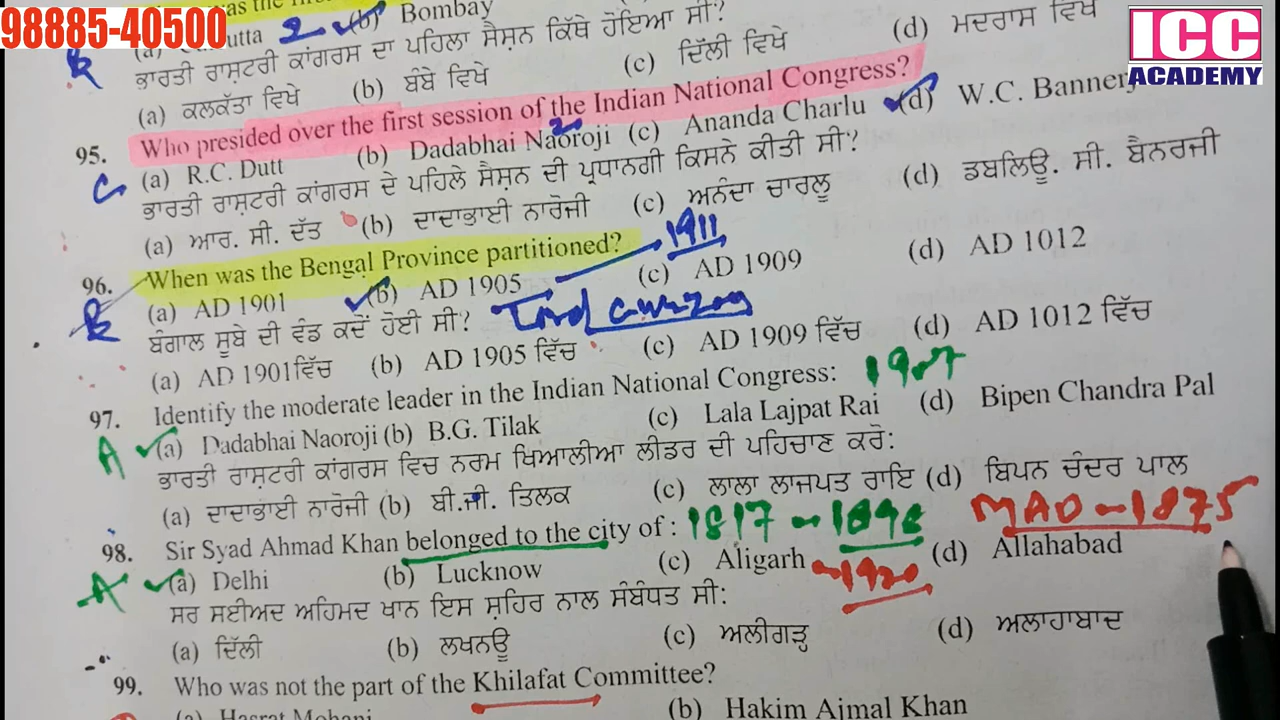 98885-40500
ICC
ACADEMY
was the
(b) Bombay
ਭਾਰਤੀ ਰਾਸ਼ਟਰੀ ਕਾਂਗਰਸ ਦਾ ਪਹਿਲਾ ਸੈਸ਼ਨ ਕਿੱਥੇ ਹੋਇਆ ਸੀ?
(a) ਕਲਕੱਤਾ ਵਿਖੇ (b) ਬੰਬੇ ਵਿਖੇ (c) ਦਿੱਲੀ ਵਿਖੇ (d) ਮਦਰਾਸ ਵਿਖੇ
95. Who presided over the first session of the Indian National Congress?
C (a) R.C. Dutt (b) Dadabhai Naoroji (c) Ananda Charlu (d) W.C. Bannerj
ਭਾਰਤੀ ਰਾਸ਼ਟਰੀ ਕਾਂਗਰਸ ਦੇ ਪਹਿਲੇ ਸੈਸ਼ਨ ਦੀ ਪ੍ਰਧਾਨਗੀ ਕਿਸਨੇ ਕੀਤੀ ਸੀ?
(a) ਆਰ. ਸੀ. ਦੱਤ (b) ਦਾਦਾਭਾਈ ਨਾਰੋਜੀ (c) ਅਨੰਦਾ ਚਾਰਲੂ (d) ਡਬਲਿਊ. ਸੀ. ਬੈਨਰਜੀ
96. When was the Bengal Province partitioned? 1911
(a) AD 1901 (b) AD 1905 (c) AD 1909 (d) AD 1012
ਬੰਗਾਲ ਸੂਬੇ ਦੀ ਵੰਡ ਕਦੋਂ ਹੋਈ ਸੀ?
(a) AD 1901ਵਿੱਚ (b) AD 1905 ਵਿੱਚ (c) AD 1909 ਵਿੱਚ (d) AD 1012 ਵਿੱਚ
97. Identify the moderate leader in the Indian National Congress: 1907
A (a) Dadabhai Naoroji (b) B.G. Tilak (c) Lala Lajpat Rai (d) Bipen Chandra Pal
ਭਾਰਤੀ ਰਾਸ਼ਟਰੀ ਕਾਂਗਰਸ ਵਿਚ ਨਰਮ ਖਿਆਲੀਆ ਲੀਡਰ ਦੀ ਪਹਿਚਾਣ ਕਰੋ:
(a) ਦਾਦਾਭਾਈ ਨਾਰੋਜੀ (b) ਬੀ.ਜੀ. ਤਿਲਕ (c) ਲਾਲਾ ਲਾਜਪਤ ਰਾਇ (d) ਬਿਪਨ ਚੰਦਰ ਪਾਲ
98. Sir Syad Ahmad Khan belonged to the city of : 1817 - 1898 MAO - 1875
A (a) Delhi (b) Lucknow (c) Aligarh - 1920 (d) Allahabad
ਸਰ ਸਈਅਦ ਅਹਿਮਦ ਖਾਨ ਇਸ ਸ਼ਹਿਰ ਨਾਲ ਸੰਬੰਧਤ ਸੀ:
(a) ਦਿੱਲੀ (b) ਲਖਨਊ (c) ਅਲੀਗੜ੍ਹ (d) ਅਲਾਹਾਬਾਦ
99. Who was not the part of the Khilafat Committee?
(a) Hasrat Mohani (b) Hakim Ajmal Khan